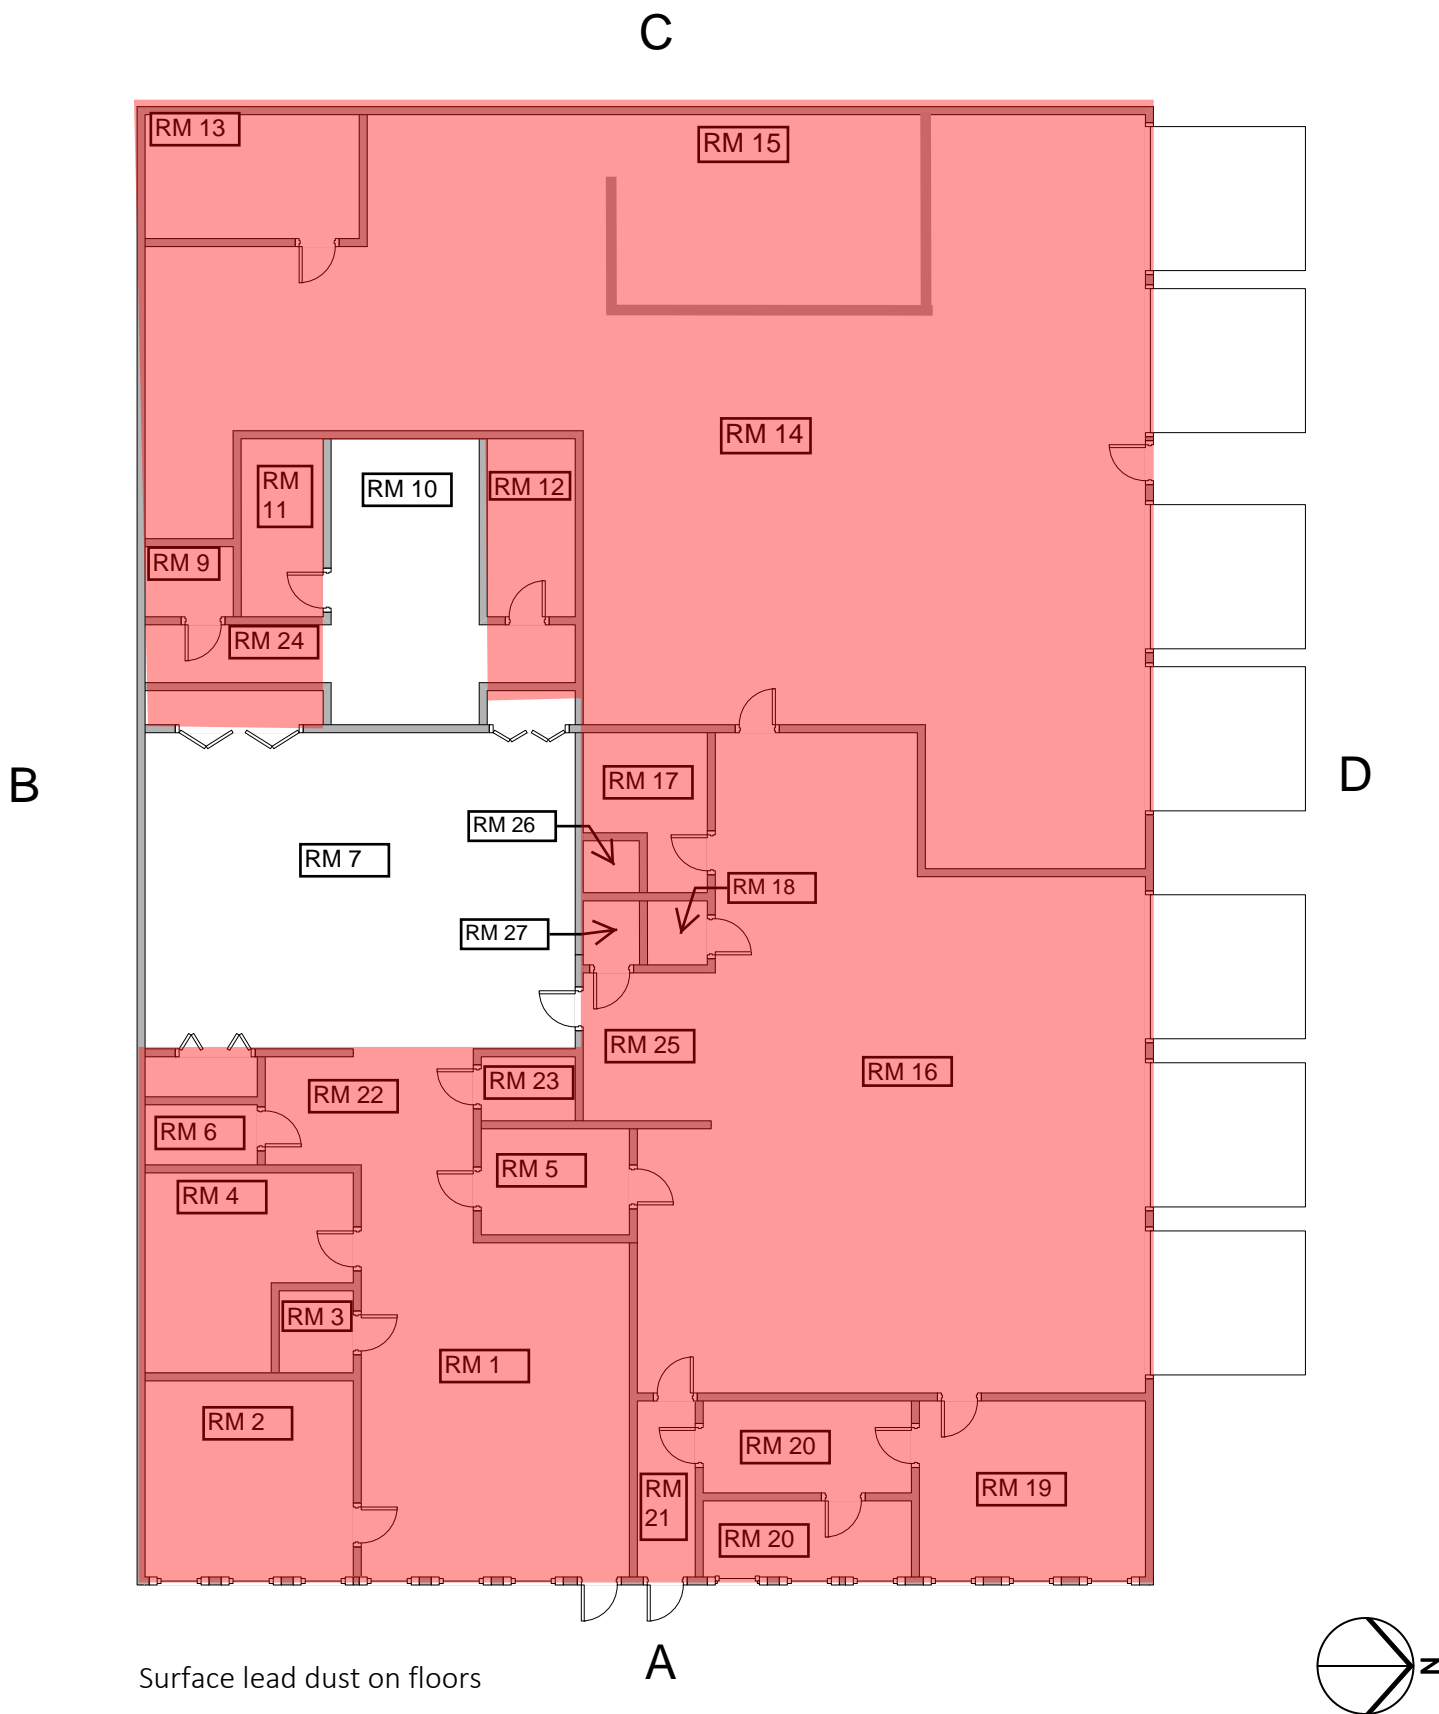 C
RM 13
RM 15
RM 14
RM
11
RM 10
RM 12
RM 9
RM 24
B
D
RM 17
RM 26
RM 7
RM 18
RM 27
RM 25
RM 16
RM 23
RM 22
RM 6
RM 5
RM 4
RM 3
RM 1
RM 2
RM 20
RM
21
RM 19
RM 20
A
Surface lead dust on floors
N